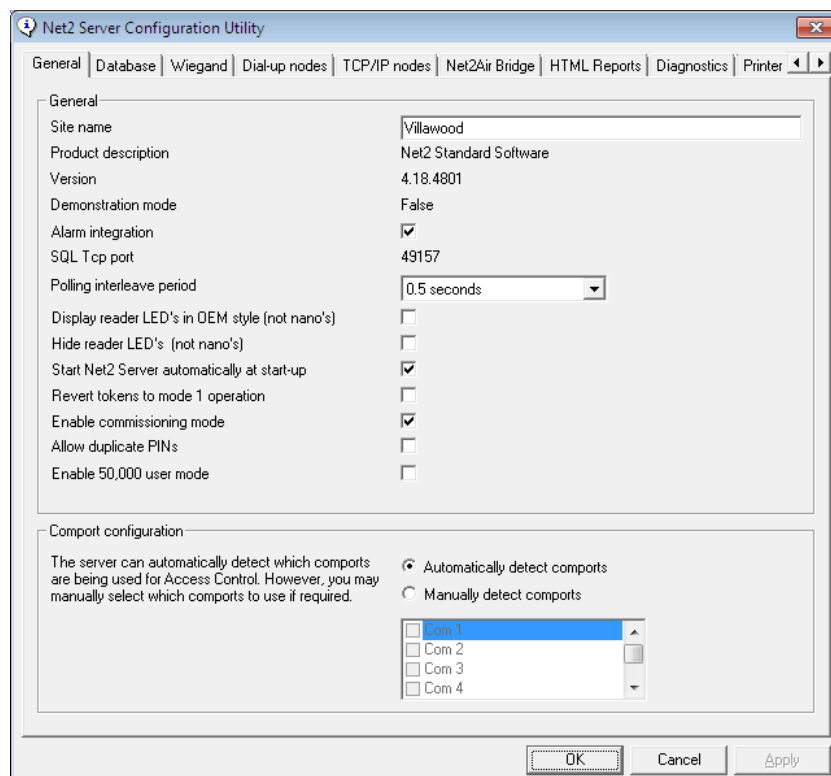 Net2 Server Configuration Utility
General Database Wiegand Dial-up nodes TCP/IP nodes Net2Air Bridge HTML Reports Diagnostics Printer
General
Site name Villawood
Product description Net2 Standard Software
Version 4.18.4801
Demonstration mode False
Alarm integration
SQL Tcp port 49157
Polling interleave period 0.5 seconds
Display reader LED's in OEM style (not nano's)
Hide reader LED's (not nano's)
Start Net2 Server automatically at start-up
Revert tokens to mode 1 operation
Enable commissioning mode
Allow duplicate PINs
Enable 50,000 user mode
Comport configuration
The server can automatically detect which comports
are being used for Access Control. However, you may
manually select which comports to use if required.
Automatically detect comports
Manually detect comports
Com 1
Com 2
Com 3
Com 4
OK Cancel Apply